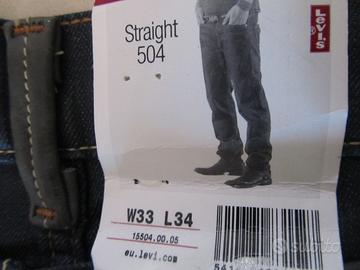 Levi's
Straight
504
W33 L34
15504.00.05
eu.levi.com
subito